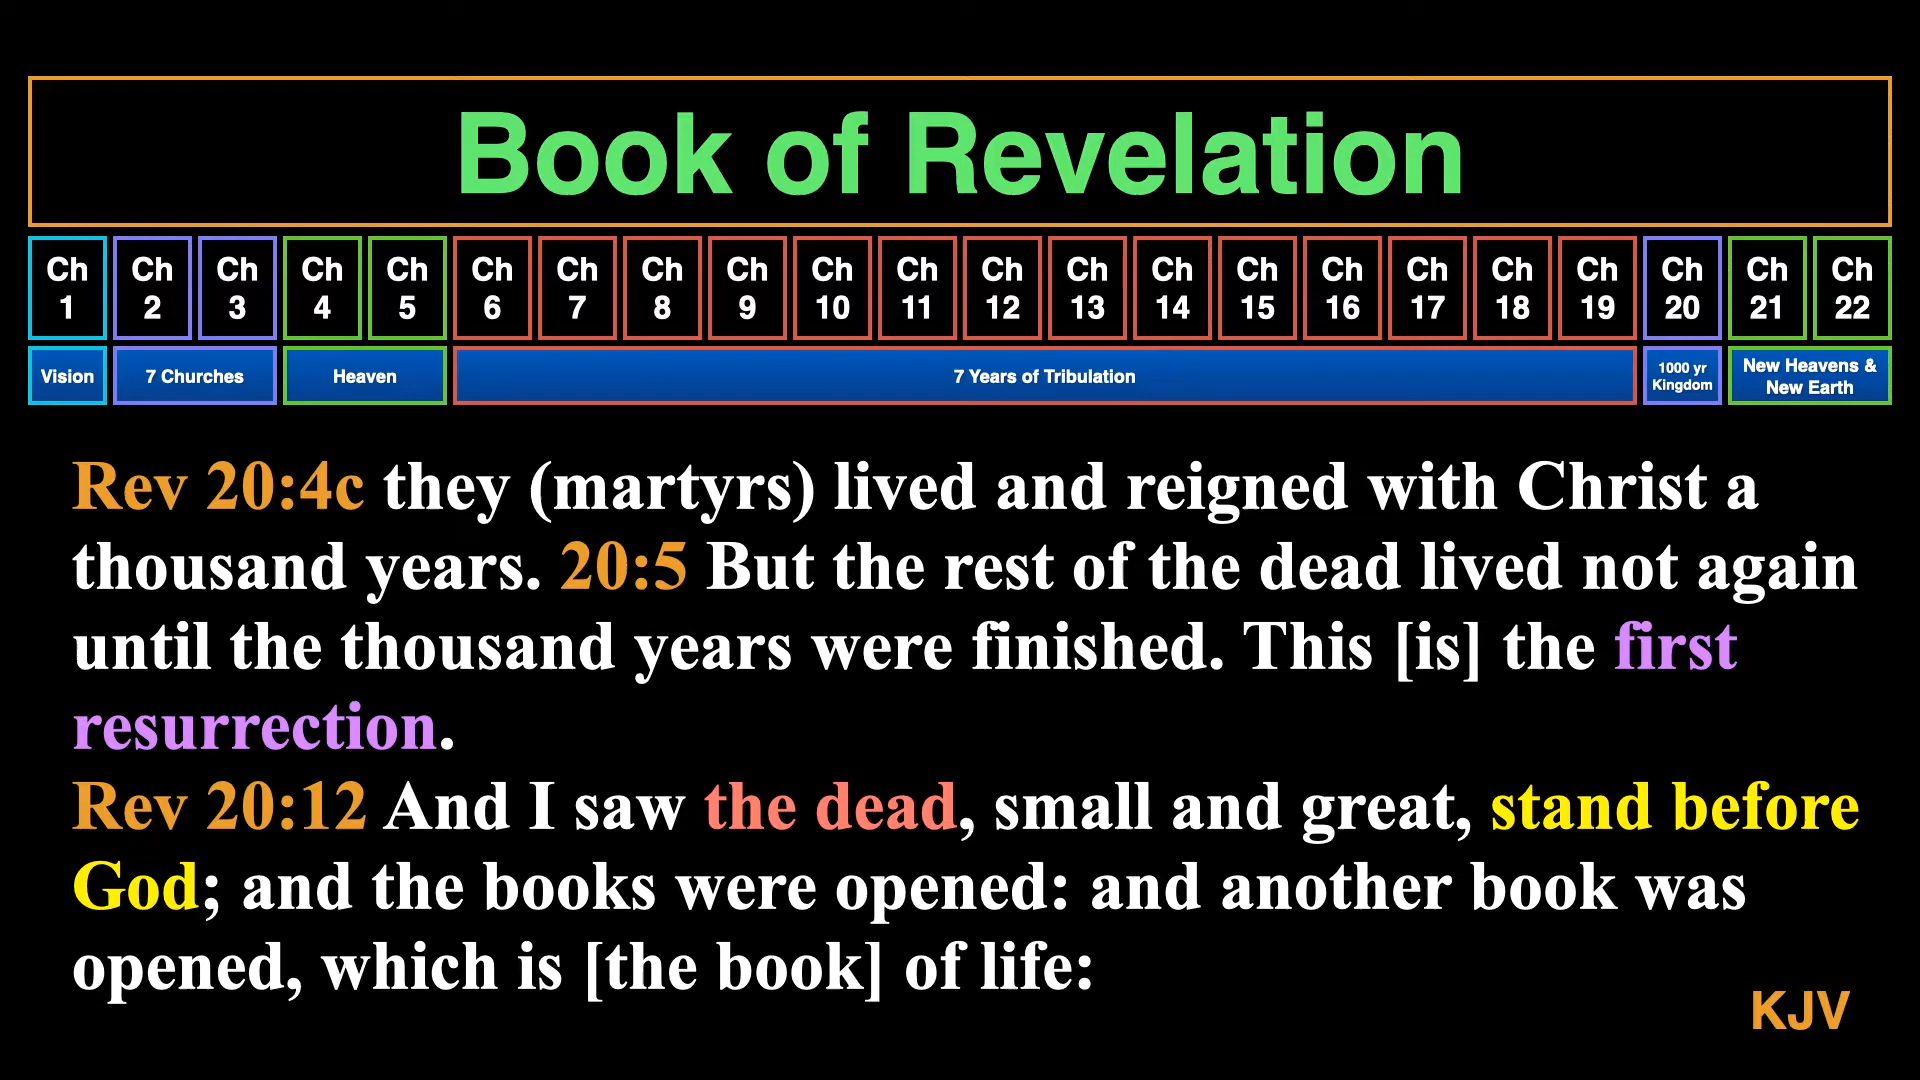 Book of Revelation
Ch 1 Ch 2 Ch 3 Ch 4 Ch 5 Ch 6 Ch 7 Ch 8 Ch 9 Ch 10 Ch 11 Ch 12 Ch 13 Ch 14 Ch 15 Ch 16 Ch 17 Ch 18 Ch 19 Ch 20 Ch 21 Ch 22
Vision
7 Churches
Heaven
7 Years of Tribulation
1000 yr
Kingdom
New Heavens &
New Earth
Rev 20:4c they (martyrs) lived and reigned with Christ a
thousand years. 20:5 But the rest of the dead lived not again
until the thousand years were finished. This [is] the first
resurrection.
Rev 20:12 And I saw the dead, small and great, stand before
God; and the books were opened: and another book was
opened, which is [the book] of life:
KJV